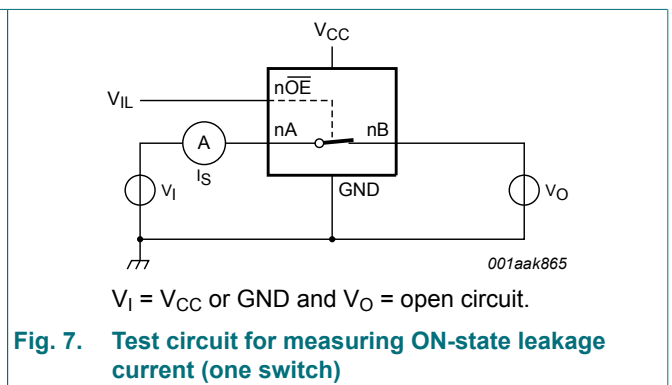 VCC
nOE
VIL
nA
nB
A
IS
VI
GND
VO
001aak865
VI = VCC or GND and VO = open circuit.
Fig. 7. Test circuit for measuring ON-state leakage
current (one switch)